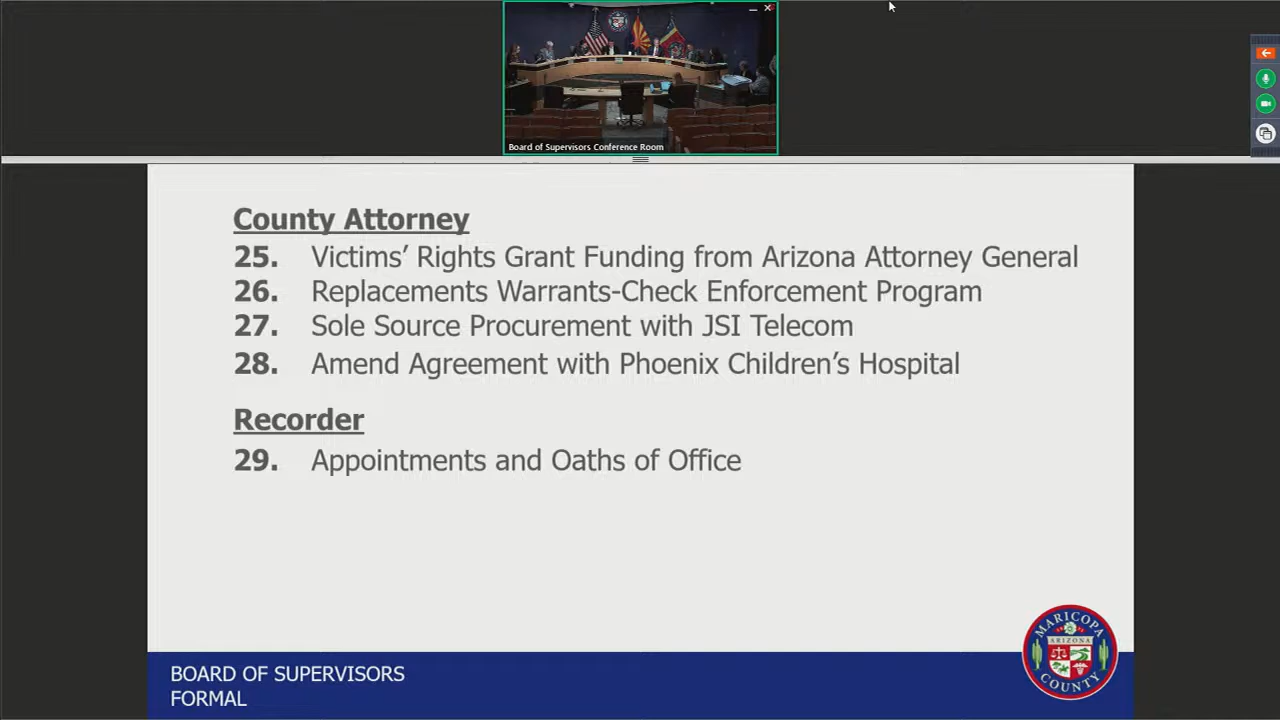 Board of Supervisors Conference Room
County Attorney
25. Victims’ Rights Grant Funding from Arizona Attorney General
26. Replacements Warrants-Check Enforcement Program
27. Sole Source Procurement with JSI Telecom
28. Amend Agreement with Phoenix Children’s Hospital
Recorder
29. Appointments and Oaths of Office
MARICOPA
ARIZONA
COUNTY
BOARD OF SUPERVISORS
FORMAL